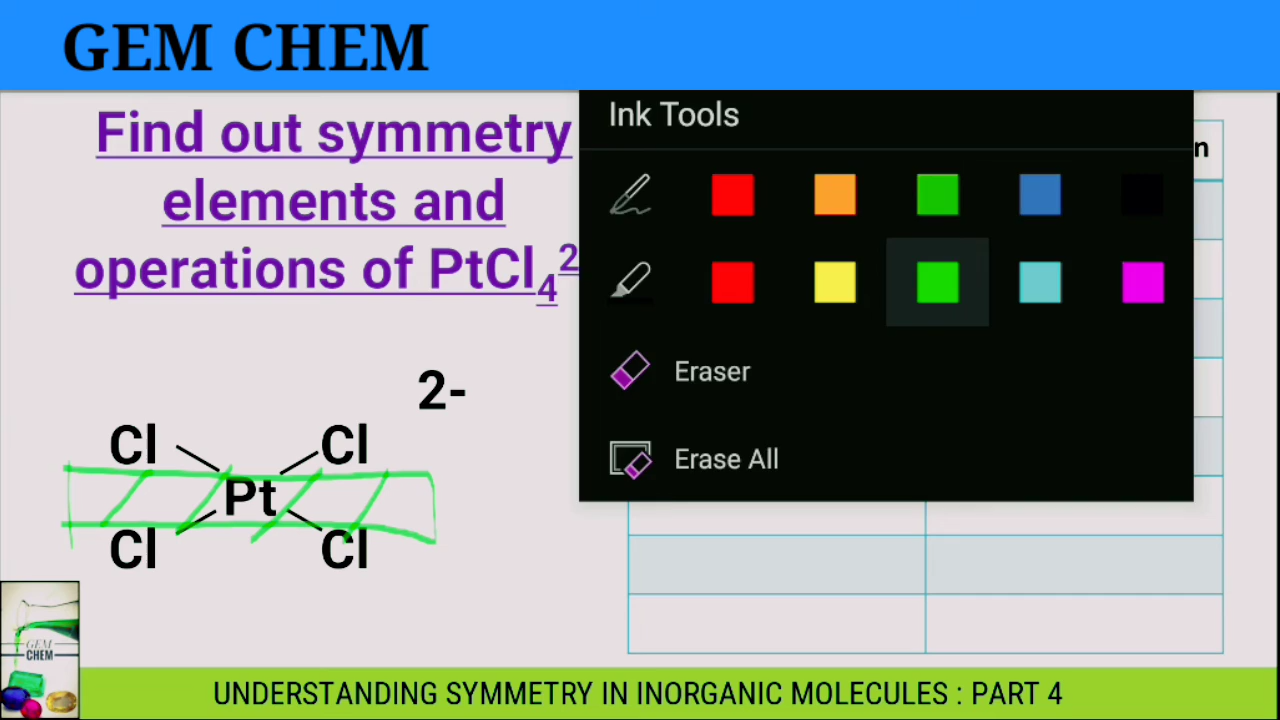 GEM CHEM
Find out symmetry
elements and
operations of PtCl₄²
2-
Cl Cl
Pt
Cl Cl
Ink Tools
Eraser
Erase All
n
GEM
CHEM
UNDERSTANDING SYMMETRY IN INORGANIC MOLECULES : PART 4